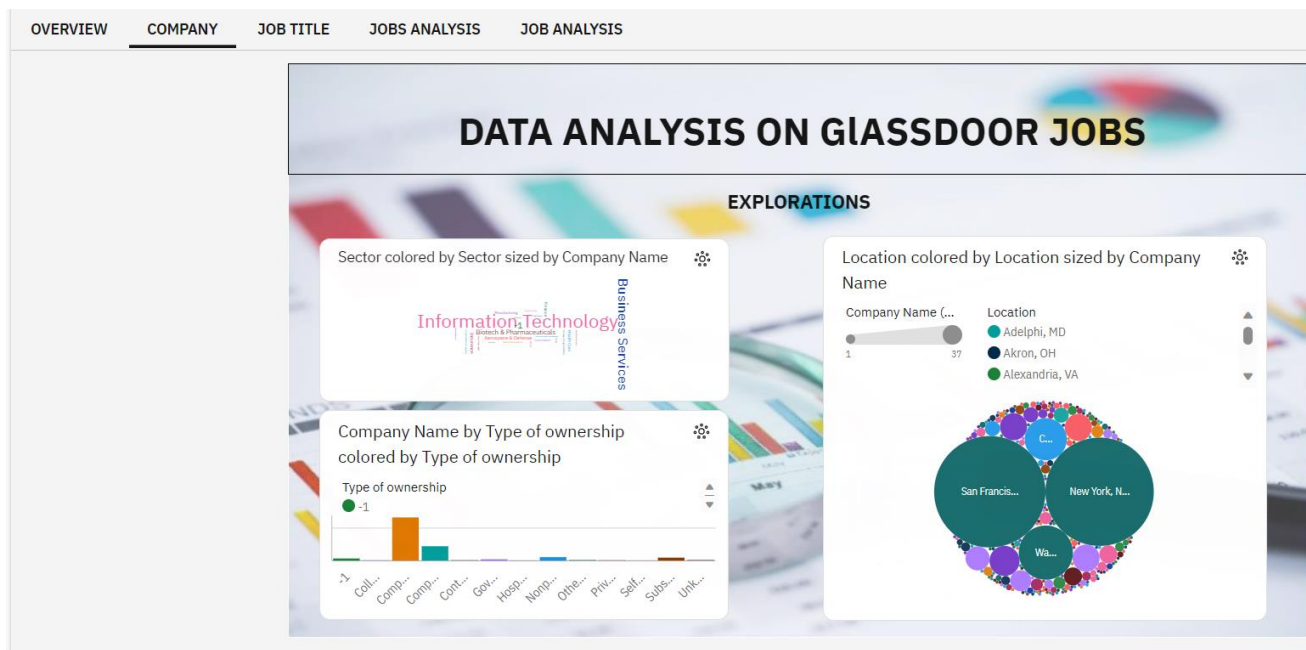 OVERVIEW COMPANY JOB TITLE JOBS ANALYSIS JOB ANALYSIS
DATA ANALYSIS ON GlASSDOOR JOBS
EXPLORATIONS
Sector colored by Sector sized by Company Name
Information Technology
Business Services
Biotech & Pharmaceuticals
Aerospace & Defense
-1
Company Name by Type of ownership
colored by Type of ownership
Type of ownership
-1
-1 Coll... Comp... Comp... Cont... Gov... Hosp... Nonp... Othe... Priv... Self... Subs... Unk...
Location colored by Location sized by Company
Name
Company Name (... Location
Adelphi, MD
1 37 Akron, OH
Alexandria, VA
C...
San Francis... New York, N...
Wa...
May